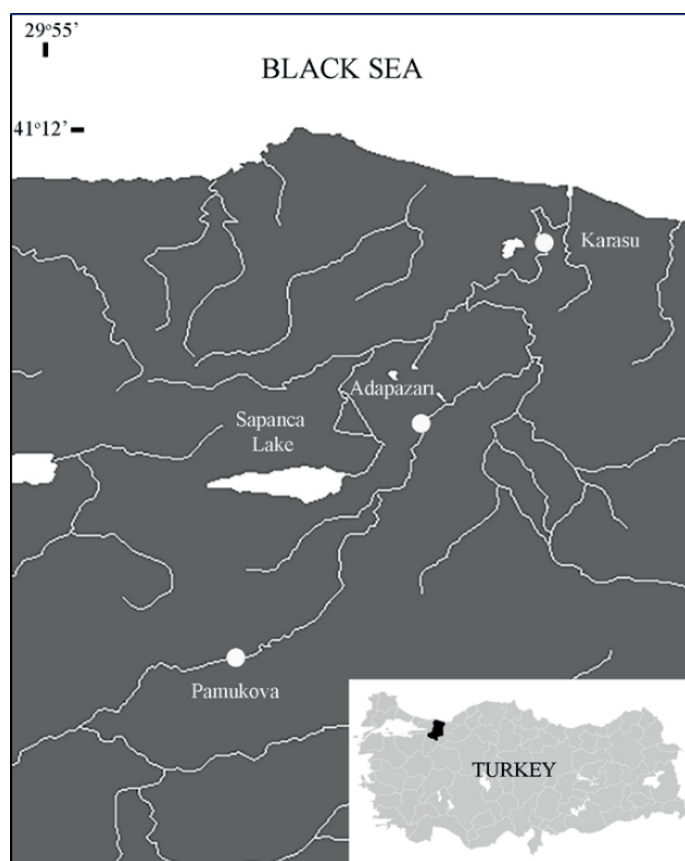 29°55'
BLACK SEA
41°12'
Karasu
Adapazarı
Sapanca
Lake
Pamukova
TURKEY